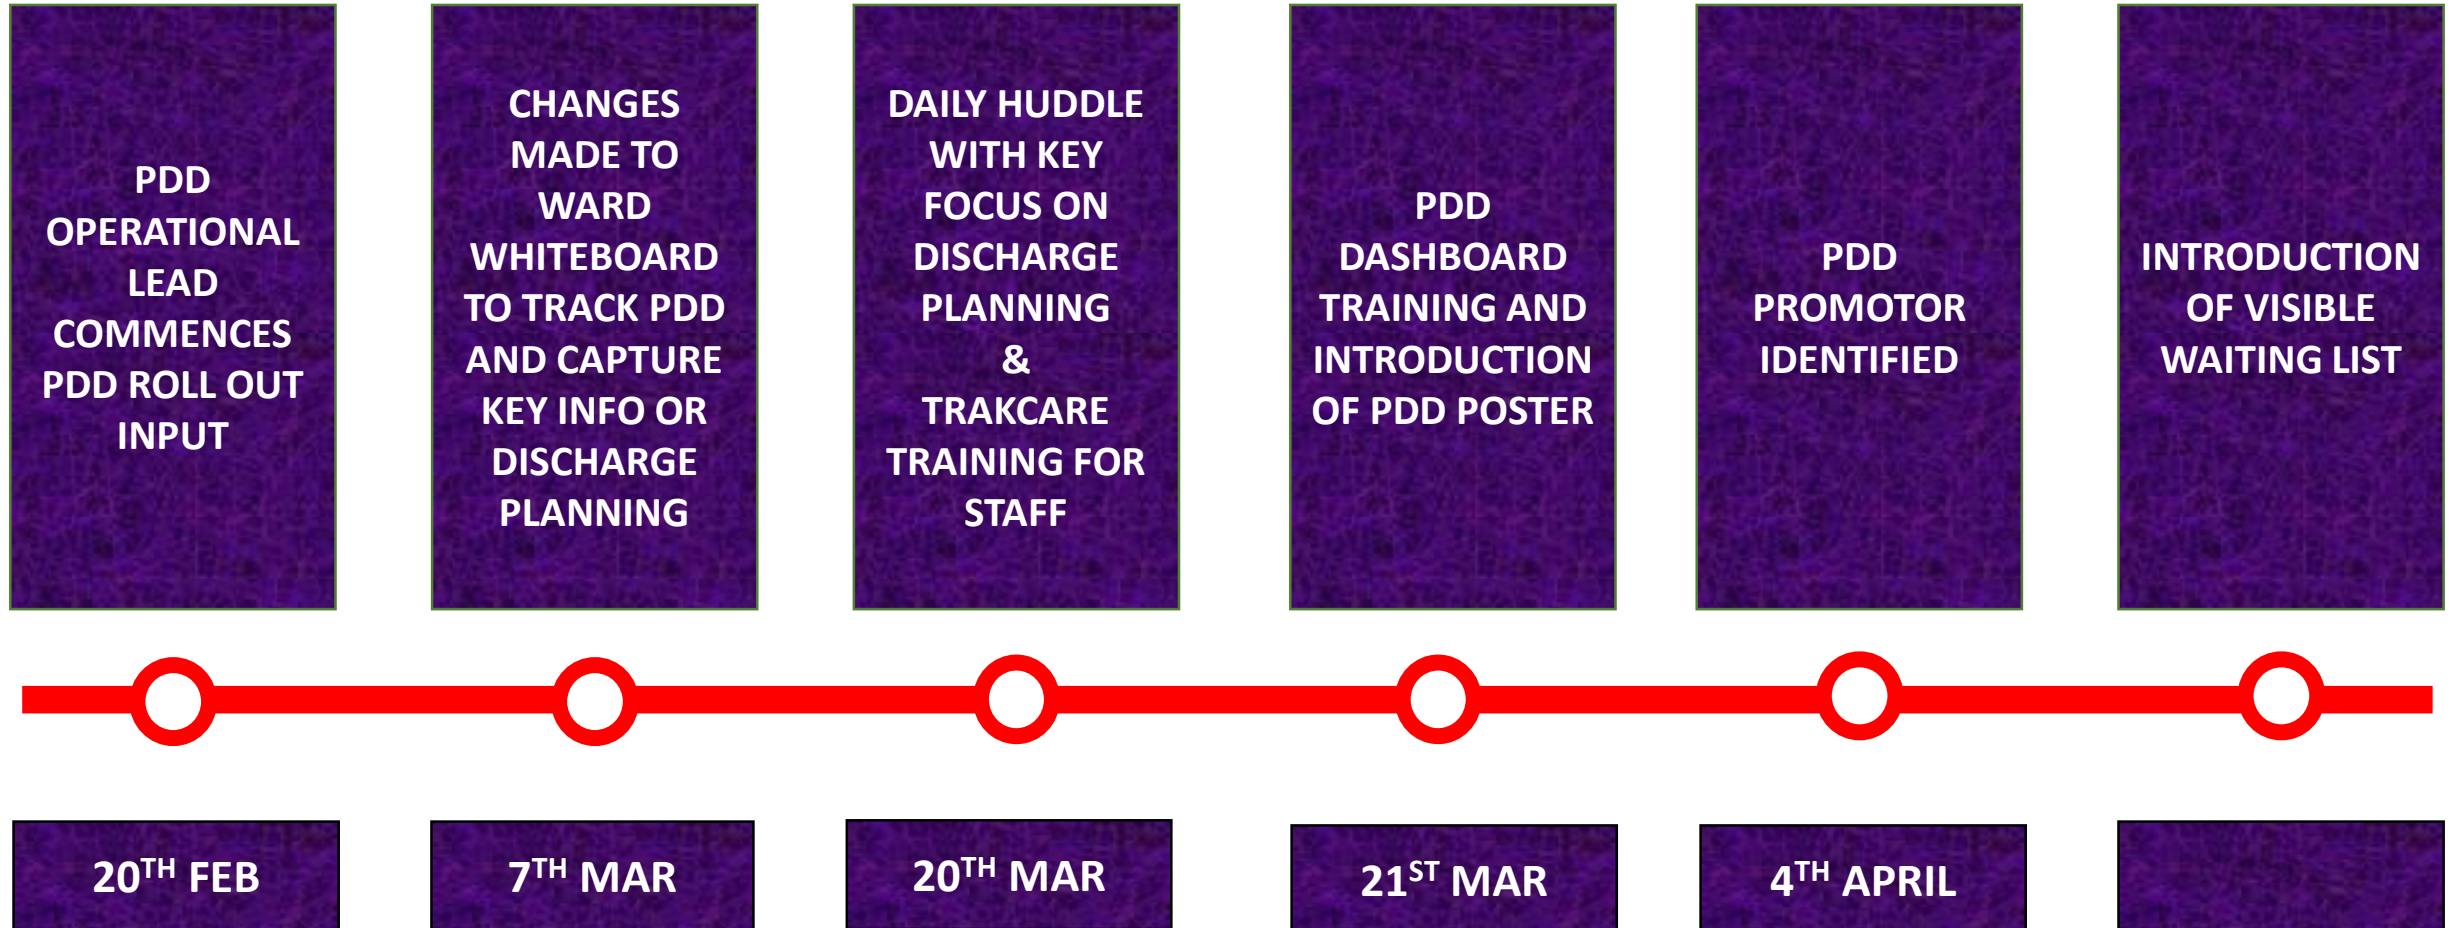 PDD
OPERATIONAL
LEAD
COMMENCES
PDD ROLL OUT
INPUT
CHANGES
MADE TO
WARD
WHITEBOARD
TO TRACK PDD
AND CAPTURE
KEY INFO OR
DISCHARGE
PLANNING
DAILY HUDDLE
WITH KEY
FOCUS ON
DISCHARGE
PLANNING
&
TRAKCARE
TRAINING FOR
STAFF
PDD
DASHBOARD
TRAINING AND
INTRODUCTION
OF PDD POSTER
PDD
PROMOTOR
IDENTIFIED
INTRODUCTION
OF VISIBLE
WAITING LIST
20TH FEB
7TH MAR
20TH MAR
21ST MAR
4TH APRIL